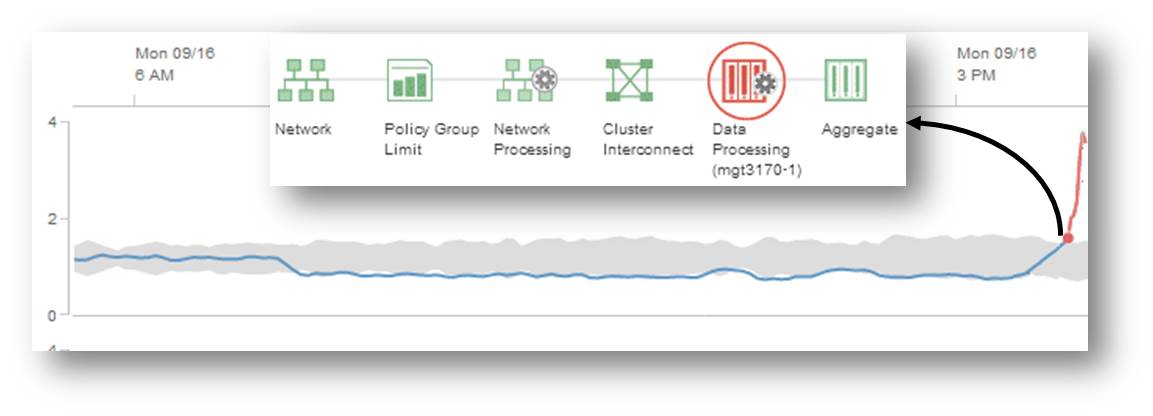 Mon 09/16
6 AM
Mon 09/16
3 PM
Network
Policy Group
Limit
Network
Processing
Cluster
Interconnect
Data
Processing
(mgt3170-1)
Aggregate
4
2
0